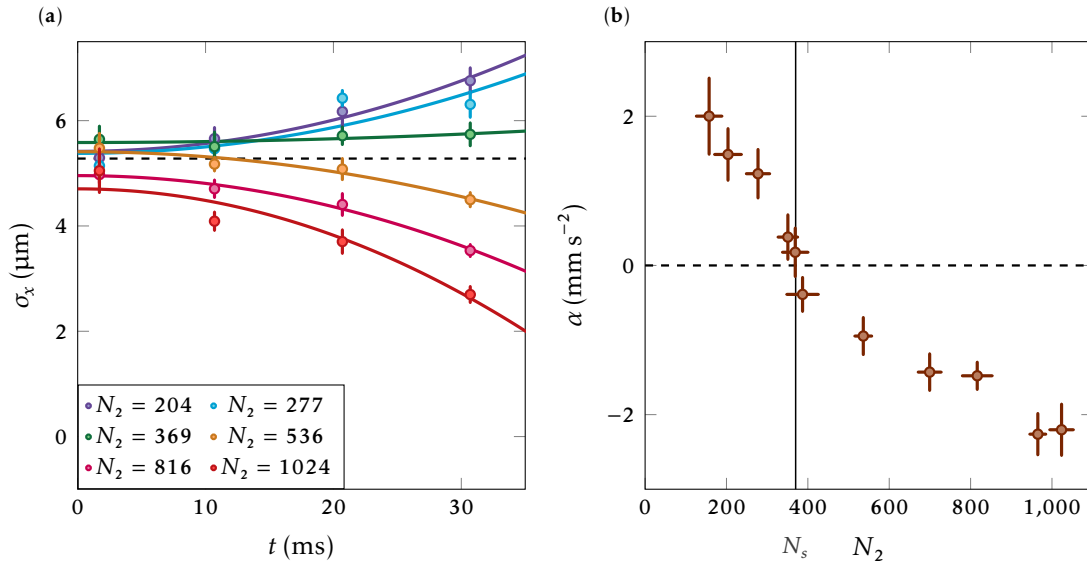 (a)
σₓ (μm)
6
4
2
0
0
10
20
30
t (ms)
N₂ = 204
N₂ = 277
N₂ = 369
N₂ = 536
N₂ = 816
N₂ = 1024
(b)
α (mm s⁻²)
2
0
−2
0
200
400
600
800
1,000
Nₛ
N₂